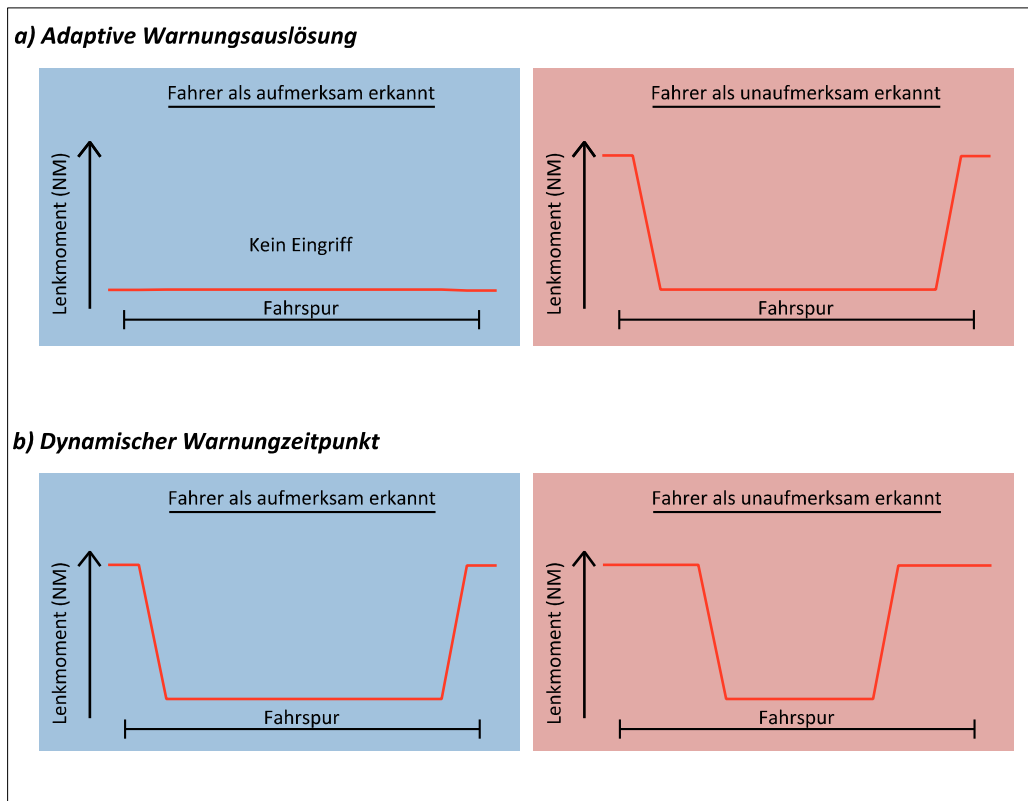 a) Adaptive Warnungsauslösung
Fahrer als aufmerksam erkannt
Lenkmoment (NM)
Kein Eingriff
Fahrspur
Fahrer als unaufmerksam erkannt
Lenkmoment (NM)
Fahrspur
b) Dynamischer Warnungzeitpunkt
Fahrer als aufmerksam erkannt
Lenkmoment (NM)
Fahrspur
Fahrer als unaufmerksam erkannt
Lenkmoment (NM)
Fahrspur